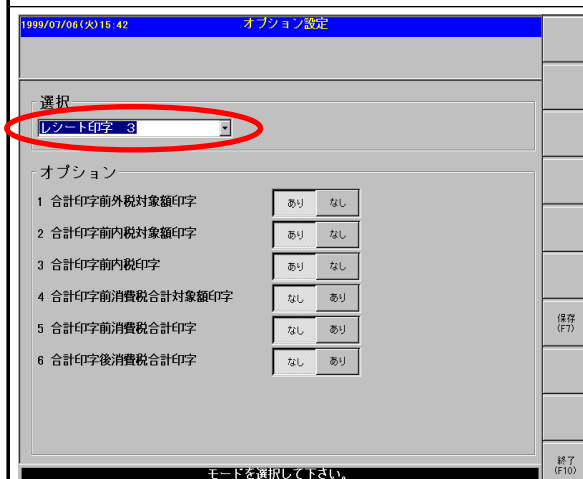 1999/07/06(火)15:42 オプション設定
選択
レシート印字 3
オプション
1 合計印字前外税対象額印字 あり なし
2 合計印字前内税対象額印字 あり なし
3 合計印字前内税印字 あり なし
4 合計印字前消費税合計対象額印字 なし あり
5 合計印字前消費税合計印字 なし あり
6 合計印字後消費税合計印字 なし あり
保存
(F7)
終了
(F10)
モードを選択して下さい。